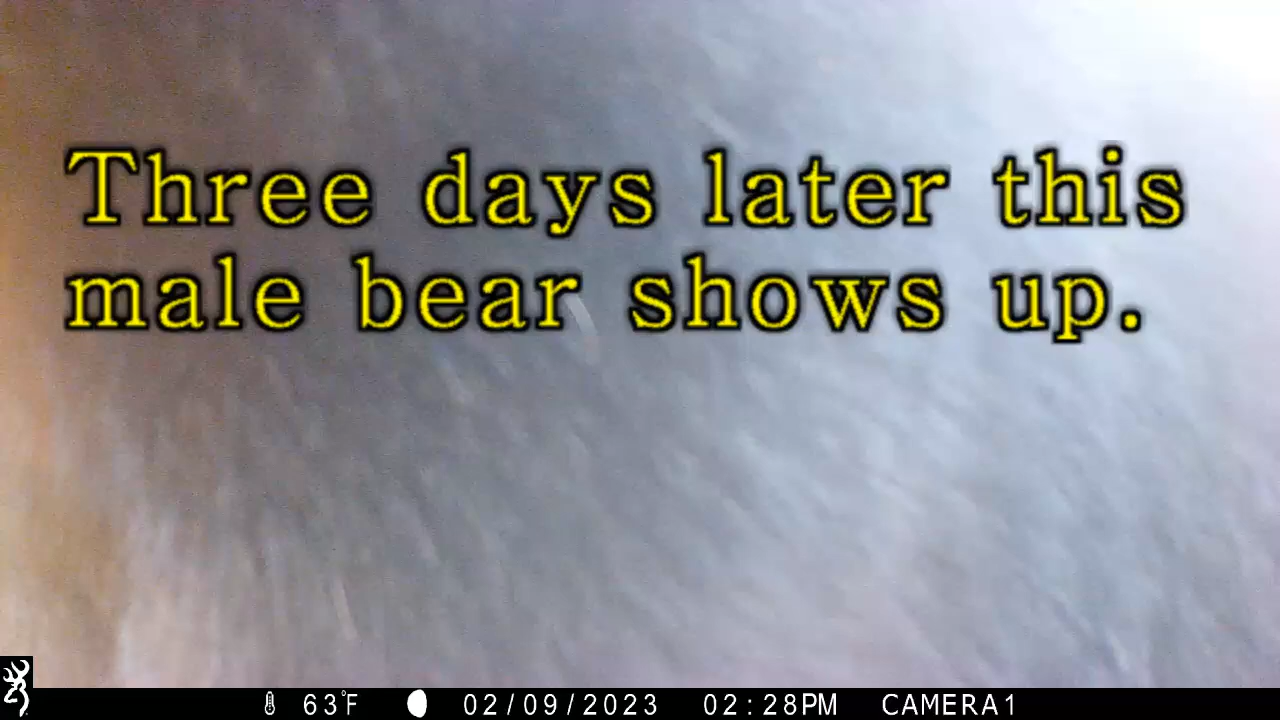 Three days later this
male bear shows up.
63°F 02/09/2023 02:28PM CAMERA1